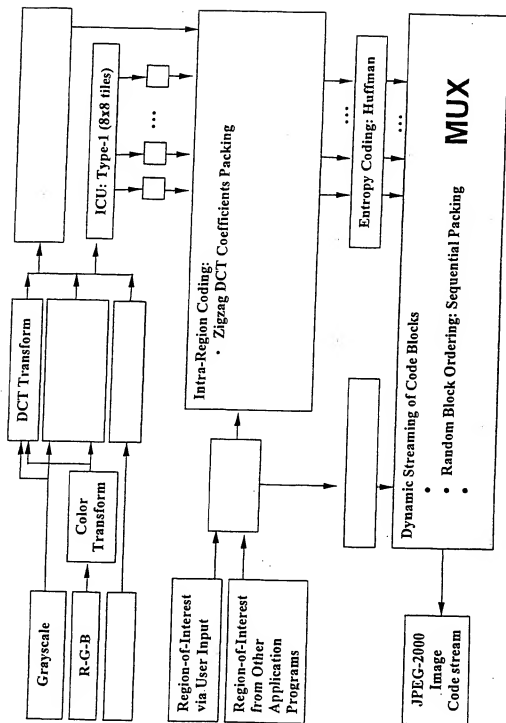 Grayscale
R-G-B
Color
Transform
DCT Transform
ICU: Type-1 (8x8 tiles)
...
Region-of-Interest
via User Input
Region-of-Interest
from Other
Application
Programs
Intra-Region Coding:
• Zigzag DCT Coefficients Packing
...
Entropy Coding: Huffman
...
Dynamic Streaming of Code Blocks
•
• Random Block Ordering: Sequential Packing
MUX
JPEG-2000
Image
Code stream